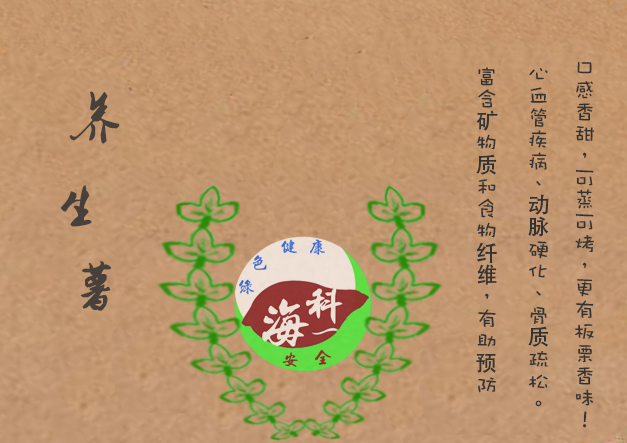 养生薯
綠色健康
海科
安全
富含矿物质和食物纤维，有助预防
心血管疾病、动脉硬化、骨质疏松。
口感香甜，可蒸可烤，更有板栗香味！